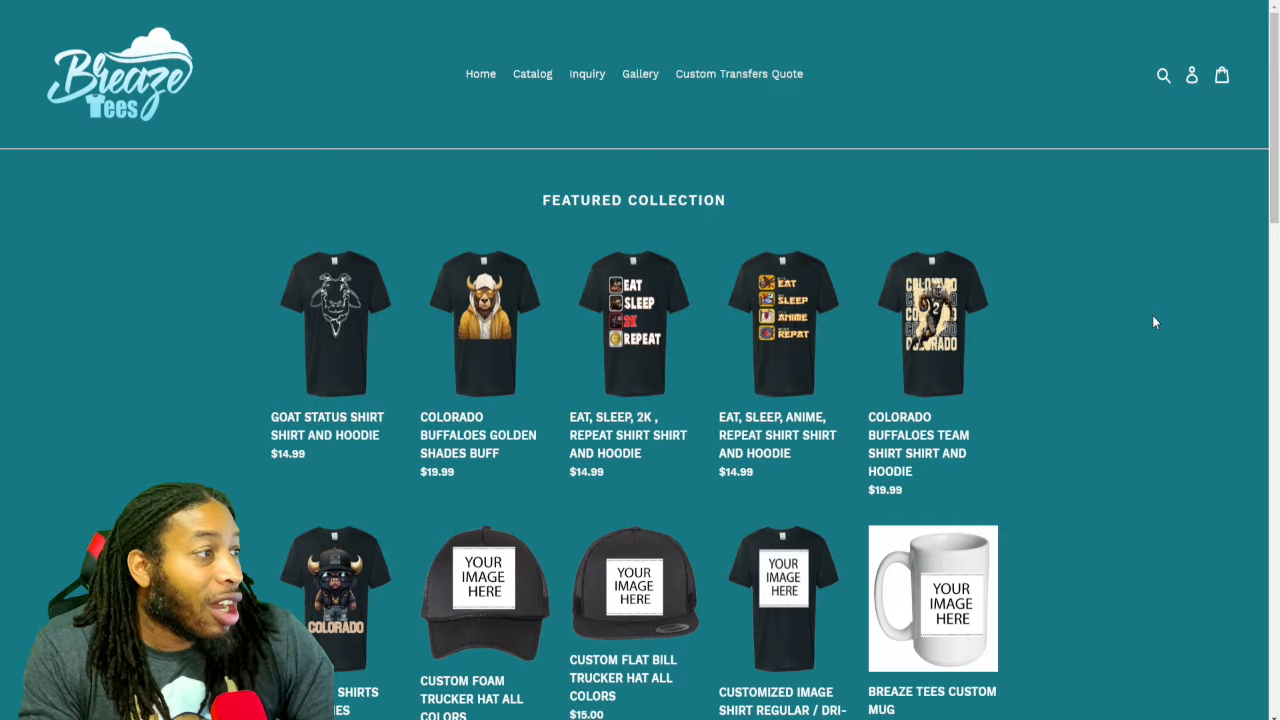 Breaze
Tees
Home Catalog Inquiry Gallery Custom Transfers Quote
FEATURED COLLECTION
EAT
SLEEP
2K
REPEAT
EAT
SLEEP
ANIME
REPEAT
COLORADO
COLORADO
GOAT STATUS SHIRT
SHIRT AND HOODIE
$14.99
COLORADO
BUFFALOES GOLDEN
SHADES BUFF
$19.99
EAT, SLEEP, 2K ,
REPEAT SHIRT SHIRT
AND HOODIE
$14.99
EAT, SLEEP, ANIME,
REPEAT SHIRT SHIRT
AND HOODIE
$14.99
COLORADO
BUFFALOES TEAM
SHIRT SHIRT AND
HOODIE
$19.99
COLORADO
SHIRTS
YOUR
IMAGE
HERE
CUSTOM FOAM
TRUCKER HAT ALL
COLORS
YOUR
IMAGE
HERE
CUSTOM FLAT BILL
TRUCKER HAT ALL
COLORS
$15.00
YOUR
IMAGE
HERE
CUSTOMIZED IMAGE
SHIRT REGULAR / DRI-
YOUR
IMAGE
HERE
BREAZE TEES CUSTOM
MUG